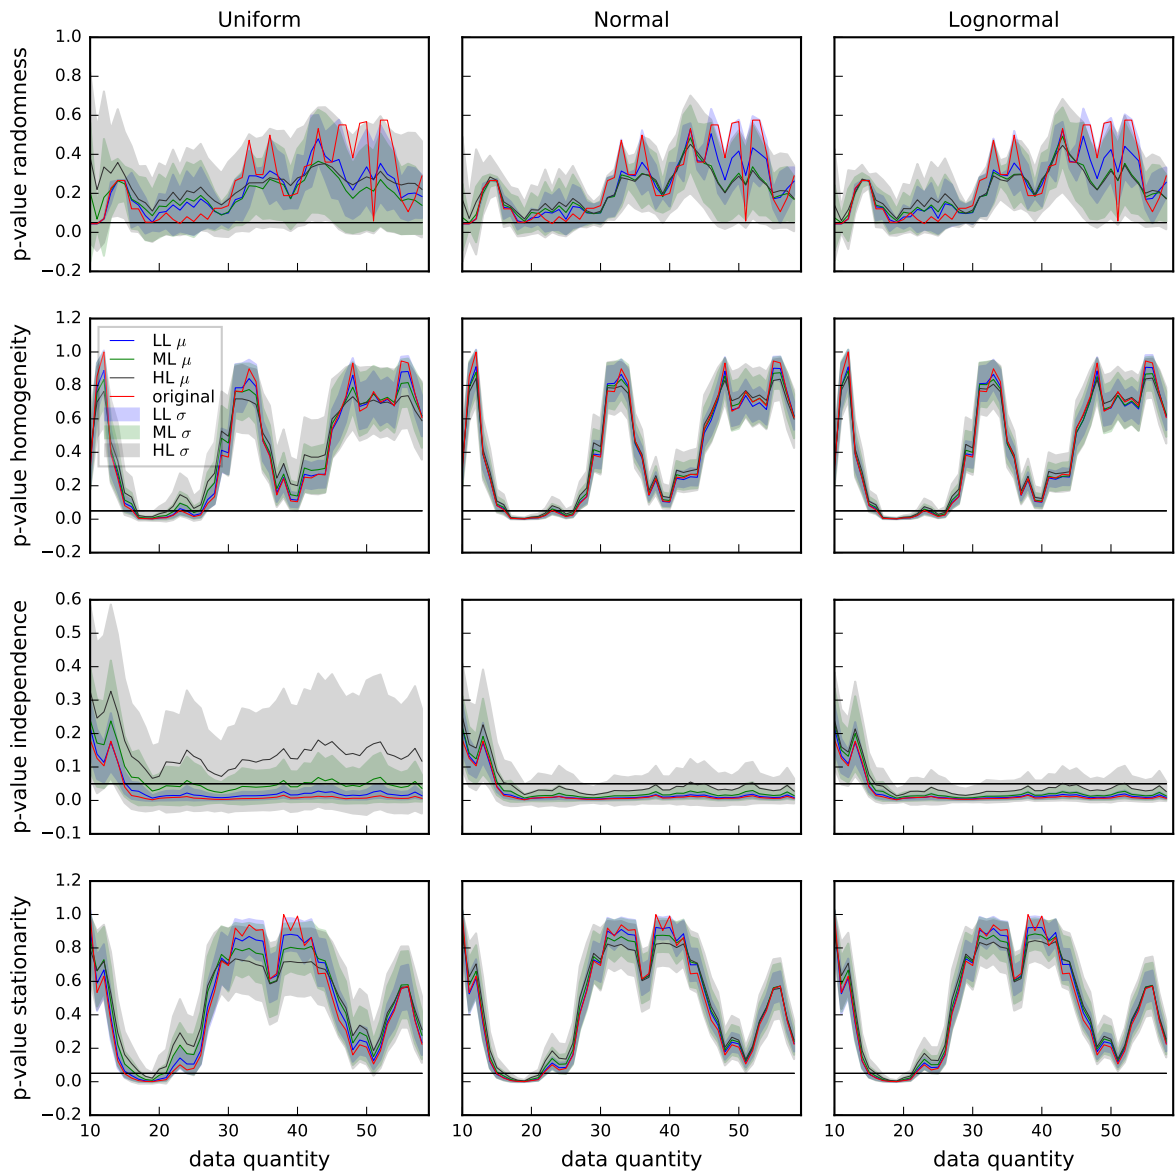 Uniform Normal Lognormal
p-value randomness
1.0
0.8
0.6
0.4
0.2
0.0
−0.2
p-value homogeneity
1.2
1.0
0.8
0.6
0.4
0.2
0.0
−0.2
LL μ
ML μ
HL μ
original
LL σ
ML σ
HL σ
p-value independence
0.6
0.5
0.4
0.3
0.2
0.1
0.0
−0.1
p-value stationarity
1.2
1.0
0.8
0.6
0.4
0.2
0.0
−0.2
10 20 30 40 50 10 20 30 40 50 10 20 30 40 50
data quantity data quantity data quantity